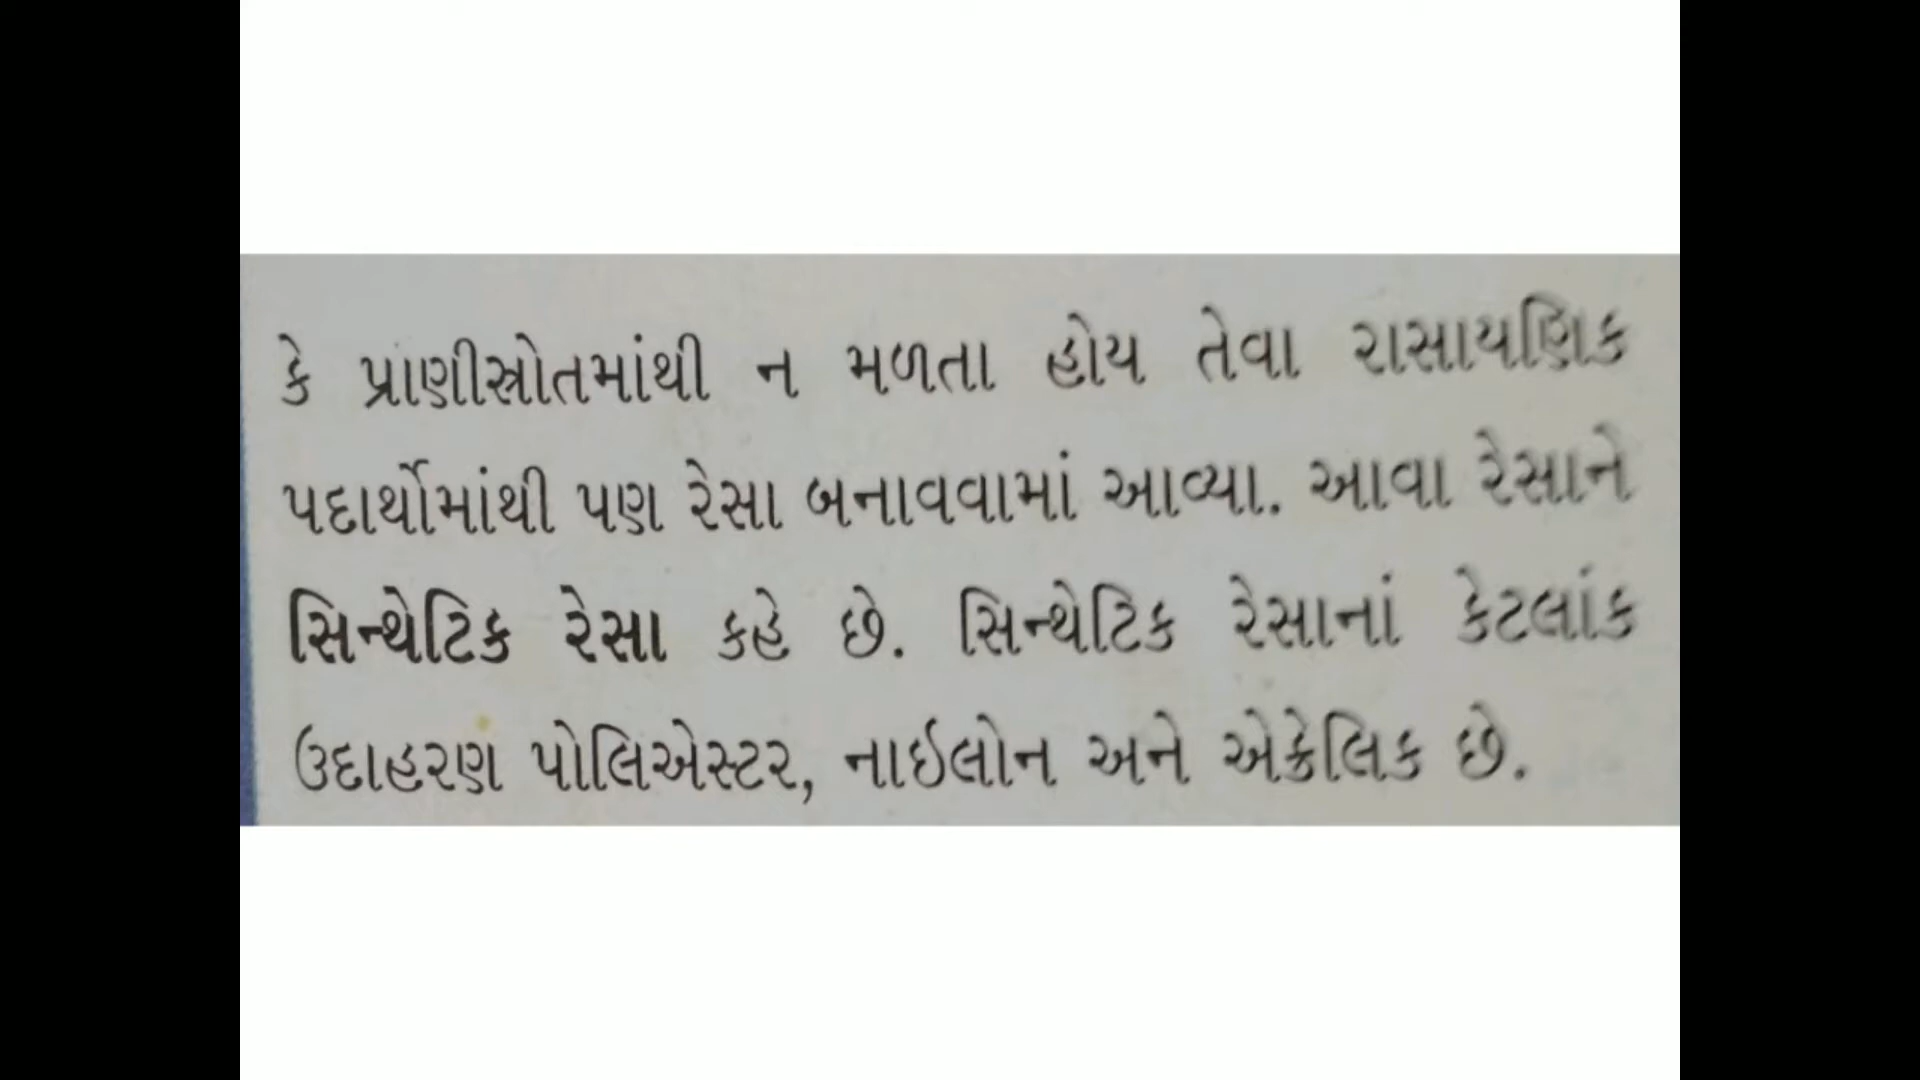 કે પ્રાણીસ્રોતમાંથી ન મળતા હોય તેવા રાસાયણિક
પદાર્થોમાંથી પણ રેસા બનાવવામાં આવ્યા. આવા રેસાને
સિન્થેટિક રેસા કહે છે. સિન્થેટિક રેસાનાં કેટલાંક
ઉદાહરણ પોલિએસ્ટર, નાઈલોન અને એક્રેલિક છે.